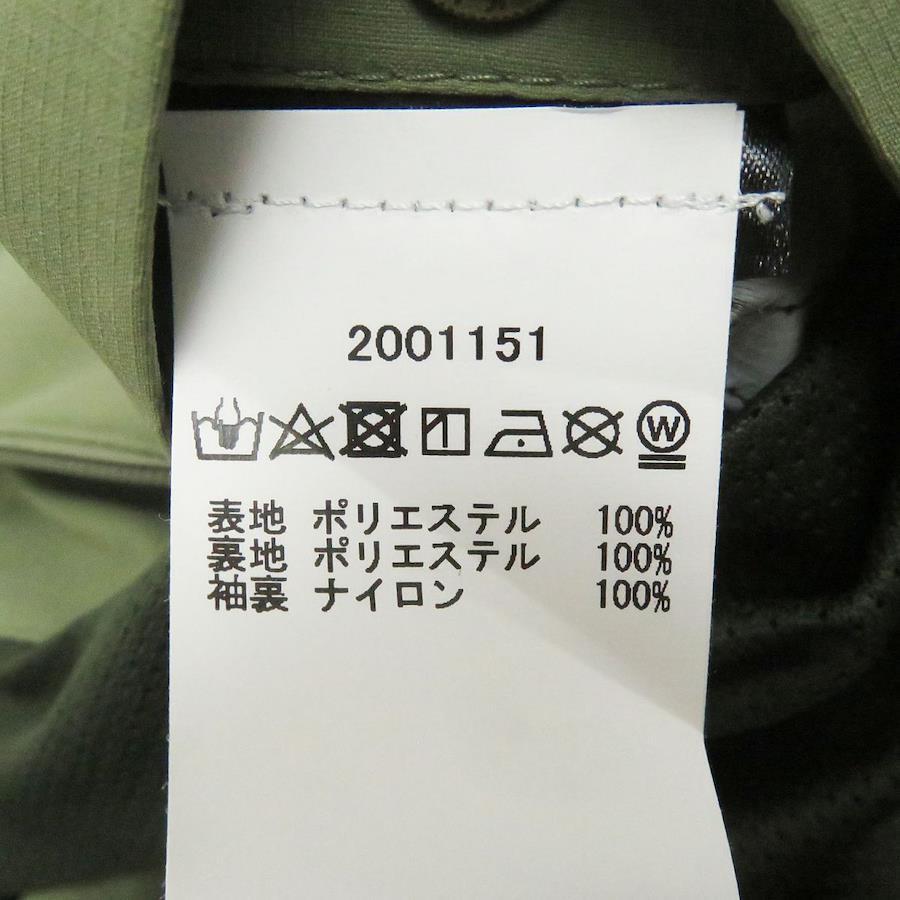 2001151
W
表地 ポリエステル 100%
裏地 ポリエステル 100%
袖裏 ナイロン 100%